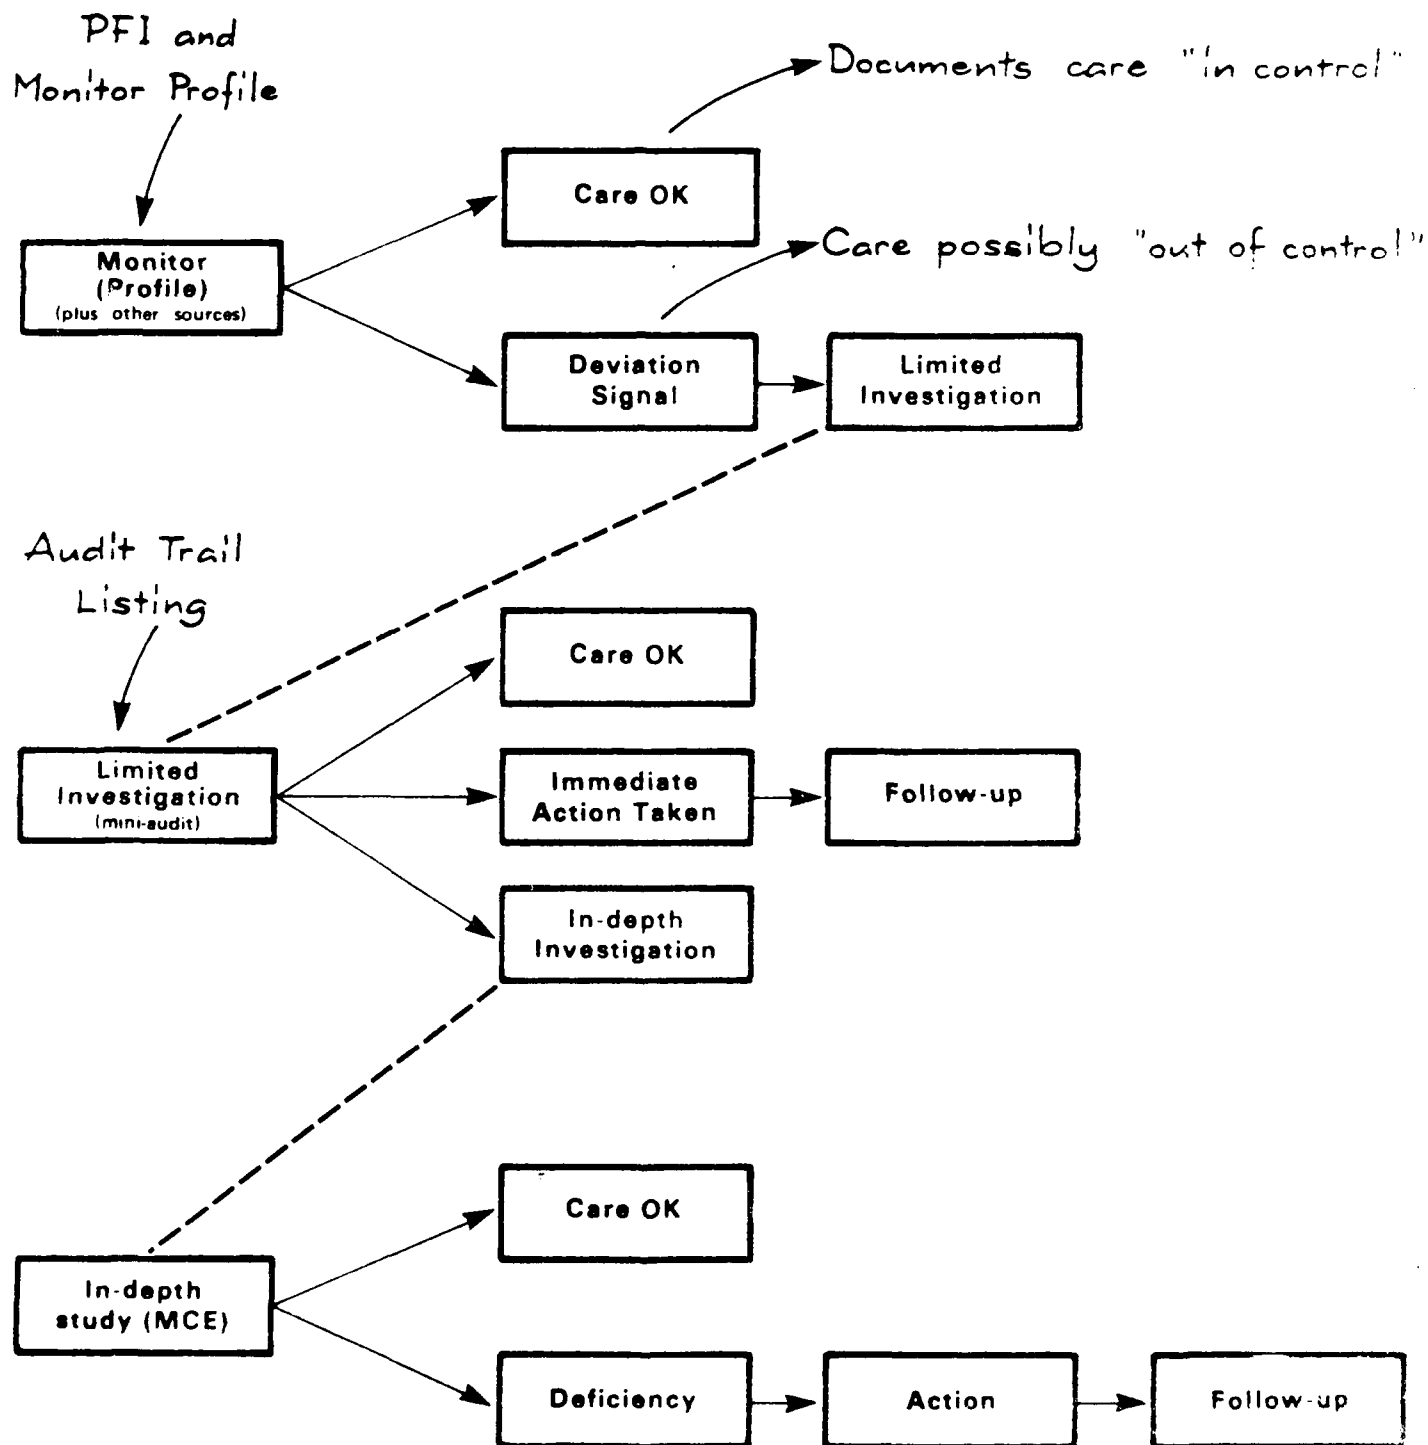 PFI and
Monitor Profile
Documents care "in control"
Care OK
Care possibly "out of control"
Monitor
(Profile)
(plus other sources)
Deviation
Signal
Limited
Investigation
Audit Trail
Listing
Care OK
Limited
Investigation
(mini-audit)
Immediate
Action Taken
Follow-up
In-depth
Investigation
Care OK
In-depth
study (MCE)
Deficiency
Action
Follow-up